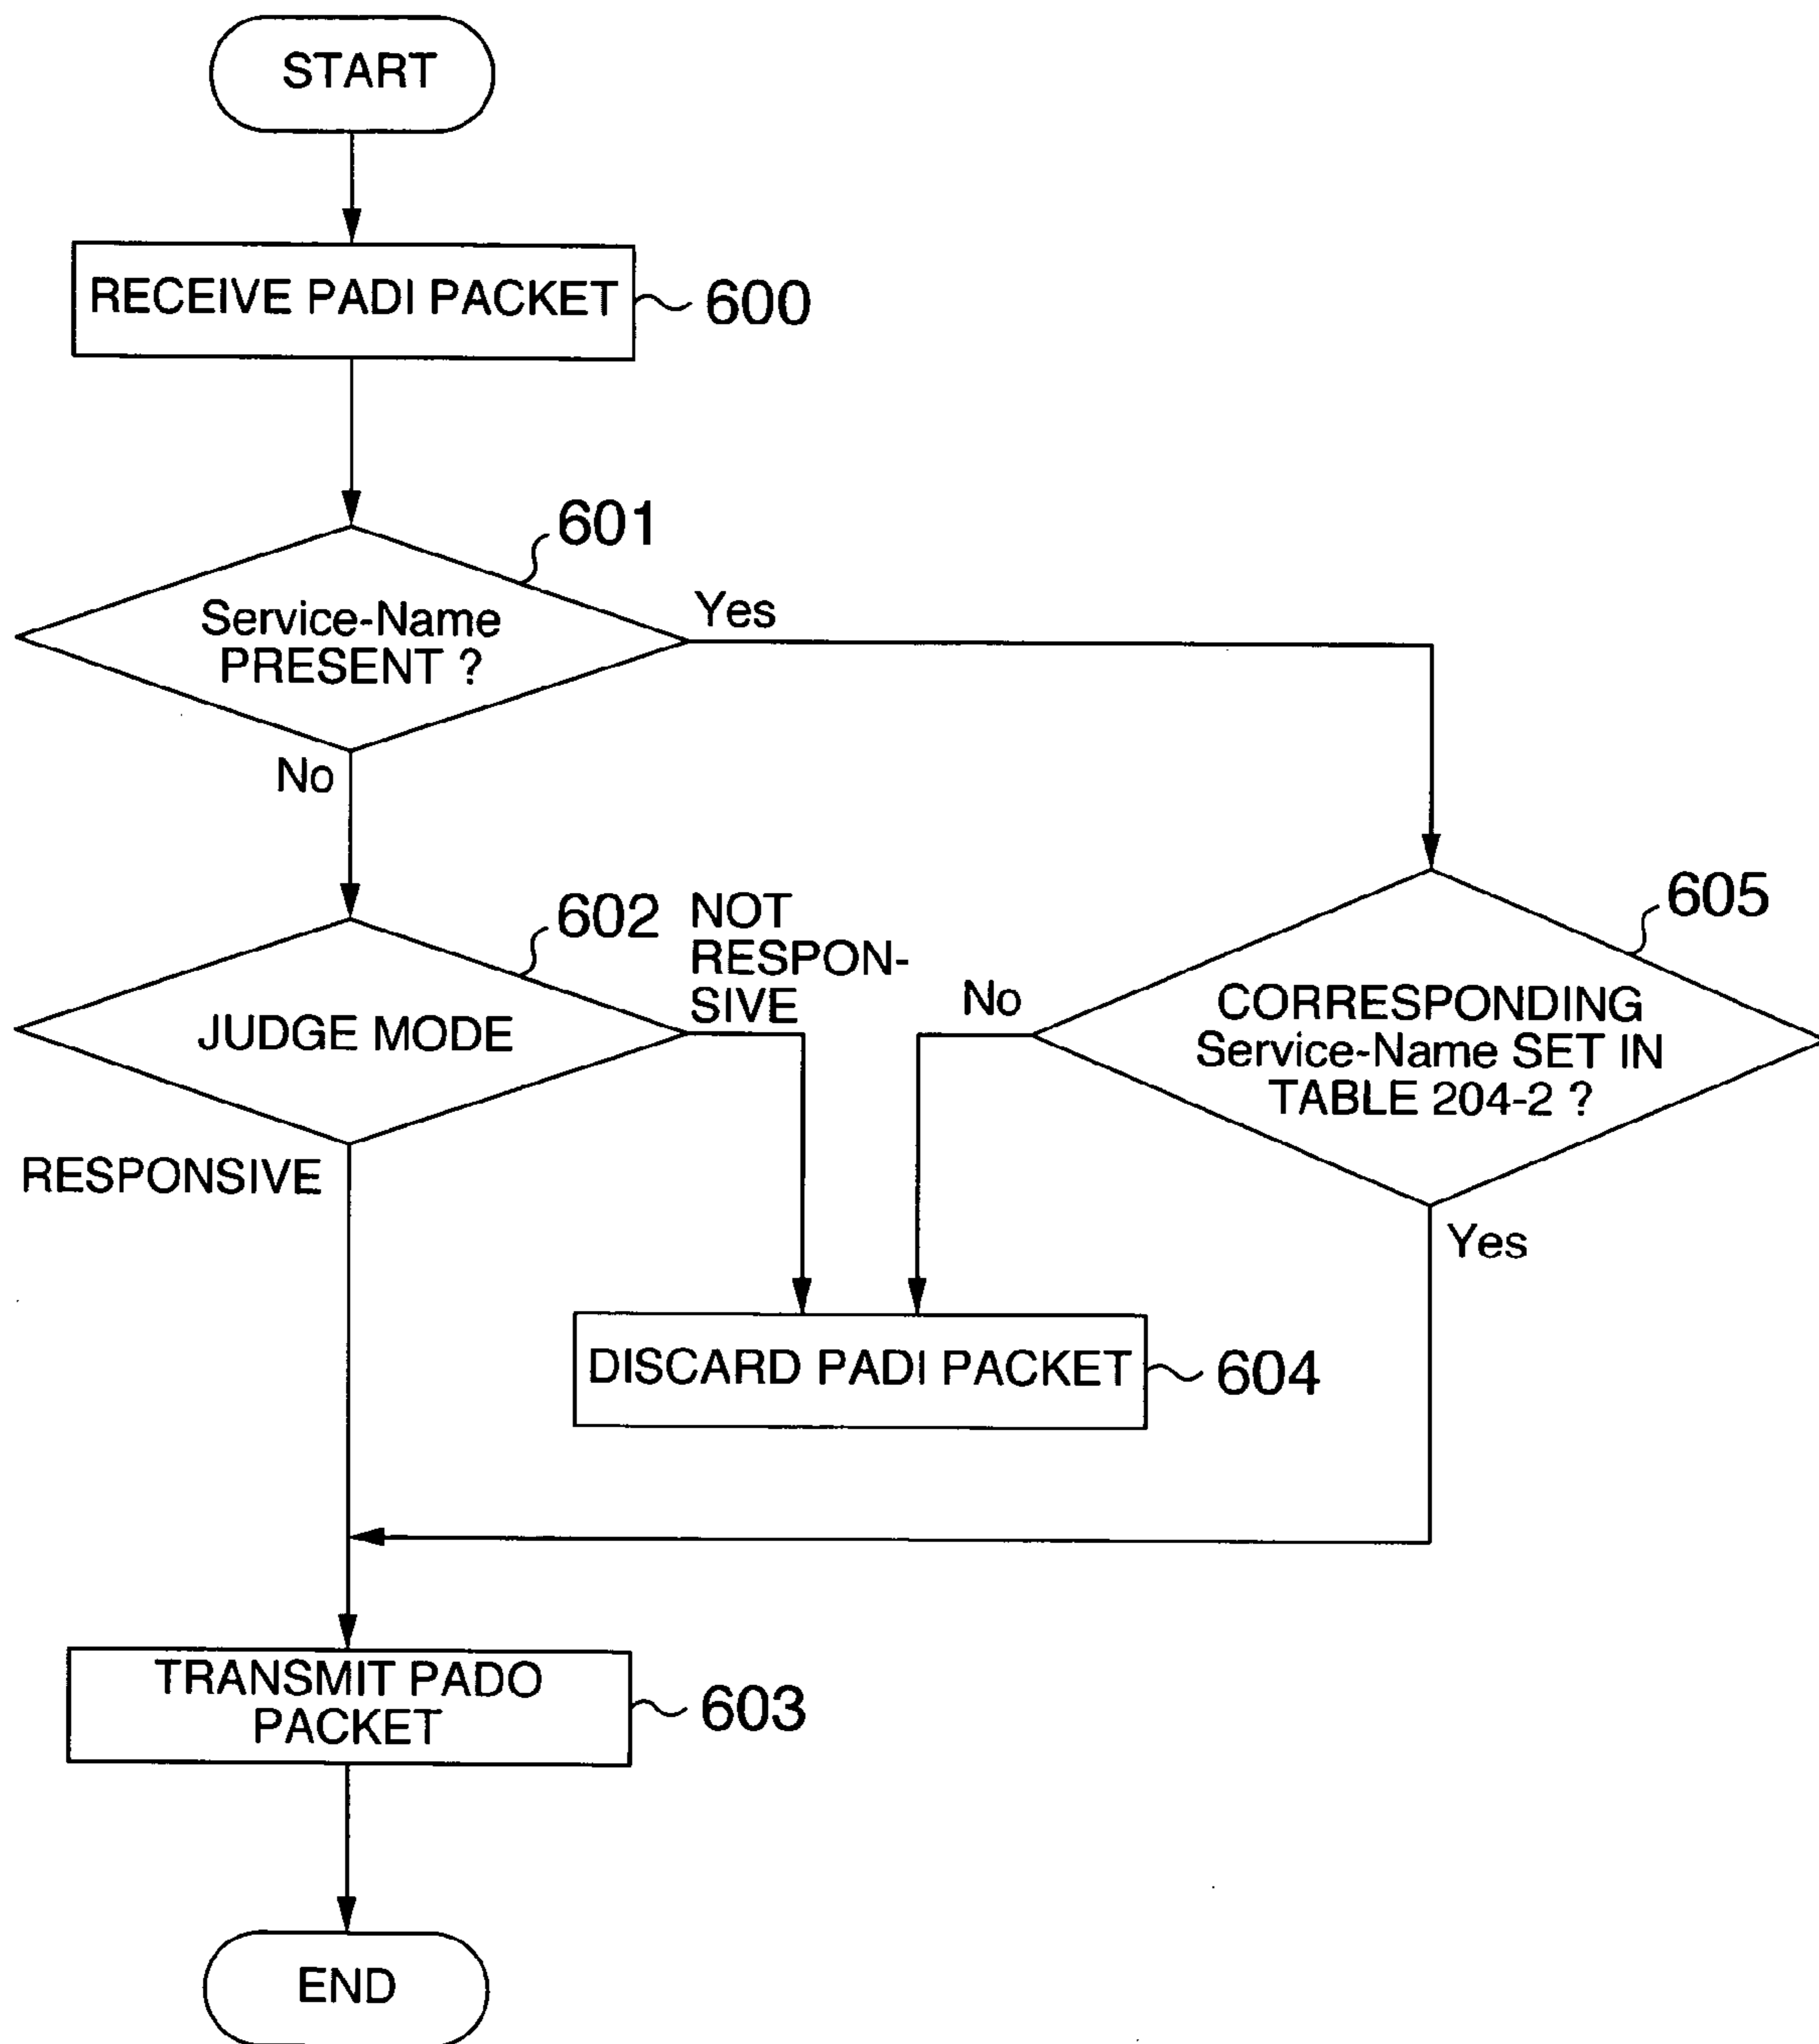 START
RECEIVE PADI PACKET
600
601
Service-Name
PRESENT ?
Yes
No
602
NOT
RESPON-
SIVE
JUDGE MODE
RESPONSIVE
605
No
CORRESPONDING
Service-Name SET IN
TABLE 204-2 ?
Yes
DISCARD PADI PACKET
604
TRANSMIT PADO
PACKET
603
END